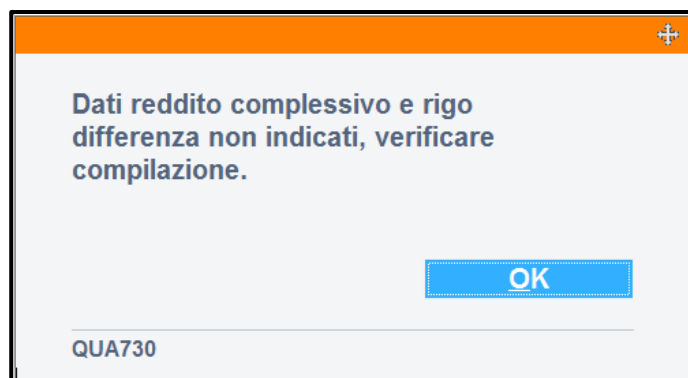 Dati reddito complessivo e rigo
differenza non indicati, verificare
compilazione.
OK
QUA730